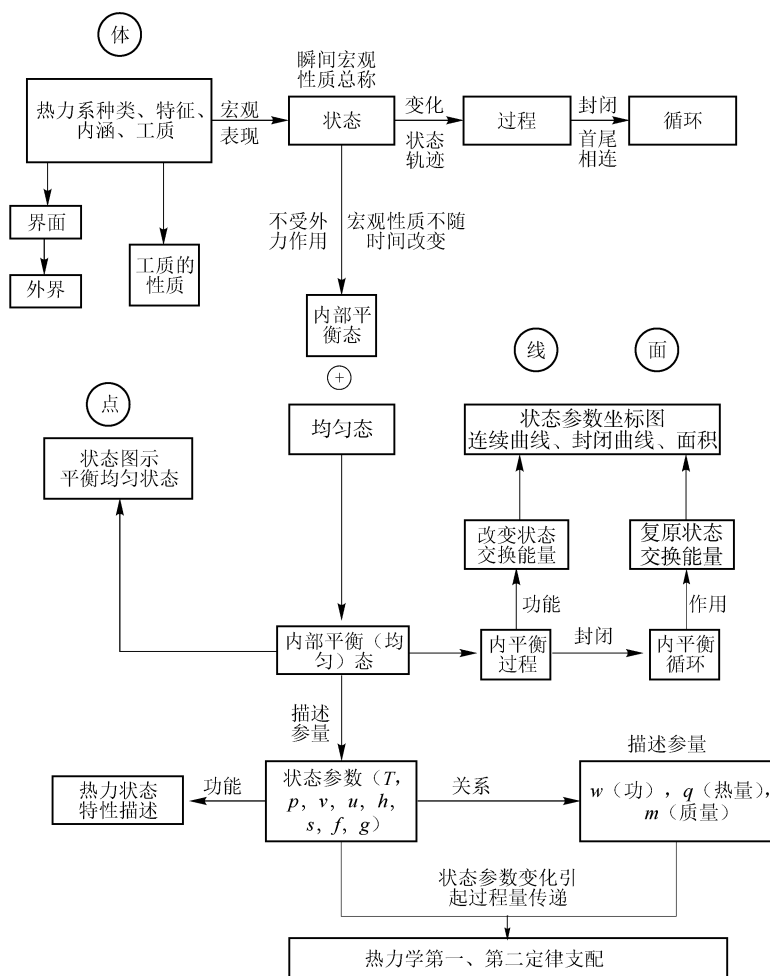 体
瞬间宏观
性质总称
热力系种类、特征、
内涵、工质
宏观
表现
状态
变化
状态
轨迹
过程
封闭
首尾
相连
循环
界面
外界
工质的
性质
不受外
力作用
宏观性质不随
时间改变
内部平
衡态
+
均匀态
线
面
点
状态图示
平衡均匀状态
状态参数坐标图
连续曲线、封闭曲线、面积
改变状态
交换能量
复原状态
交换能量
功能
作用
内部平衡（均
匀）态
内平衡
过程
封闭
内平衡
循环
描述
参量
描述参量
热力状态
特性描述
功能
状态参数（T，
p，v，u，h，
s，f，g）
关系
w（功），q（热量），
m（质量）
状态参数变化引
起过程量传递
热力学第一、第二定律支配